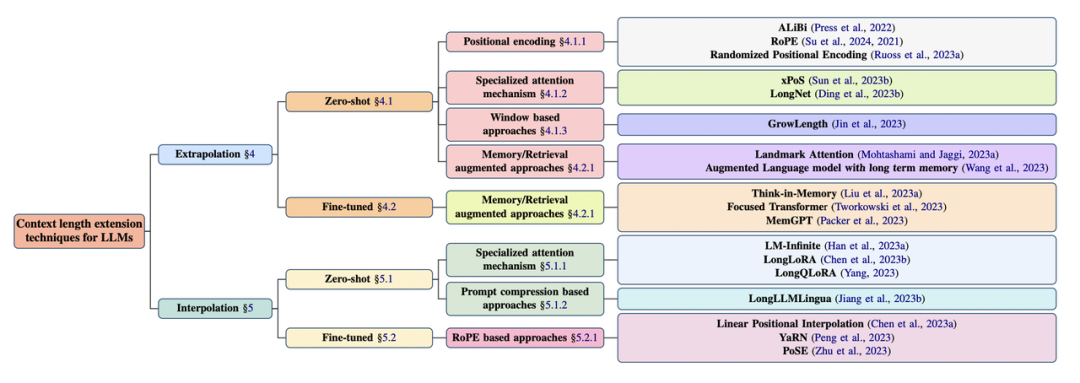 Context length extension
techniques for LLMs
Extrapolation §4
Zero-shot §4.1
Positional encoding §4.1.1
ALiBi (Press et al., 2022)
RoPE (Su et al., 2024, 2021)
Randomized Positional Encoding (Ruoss et al., 2023a)
Specialized attention
mechanism §4.1.2
xPoS (Sun et al., 2023b)
LongNet (Ding et al., 2023b)
Window based
approaches §4.1.3
GrowLength (Jin et al., 2023)
Memory/Retrieval
augmented approaches §4.2.1
Landmark Attention (Mohtashami and Jaggi, 2023a)
Augmented Language model with long term memory (Wang et al., 2023)
Fine-tuned §4.2
Memory/Retrieval
augmented approaches §4.2.1
Think-in-Memory (Liu et al., 2023a)
Focused Transformer (Tworkowski et al., 2023)
MemGPT (Packer et al., 2023)
Interpolation §5
Zero-shot §5.1
Specialized attention
mechanism §5.1.1
LM-Infinite (Han et al., 2023a)
LongLoRA (Chen et al., 2023b)
LongQLoRA (Yang, 2023)
Prompt compression based
approaches §5.1.2
LongLLMLingua (Jiang et al., 2023b)
Fine-tuned §5.2
RoPE based approaches §5.2.1
Linear Positional Interpolation (Chen et al., 2023a)
YaRN (Peng et al., 2023)
PoSE (Zhu et al., 2023)